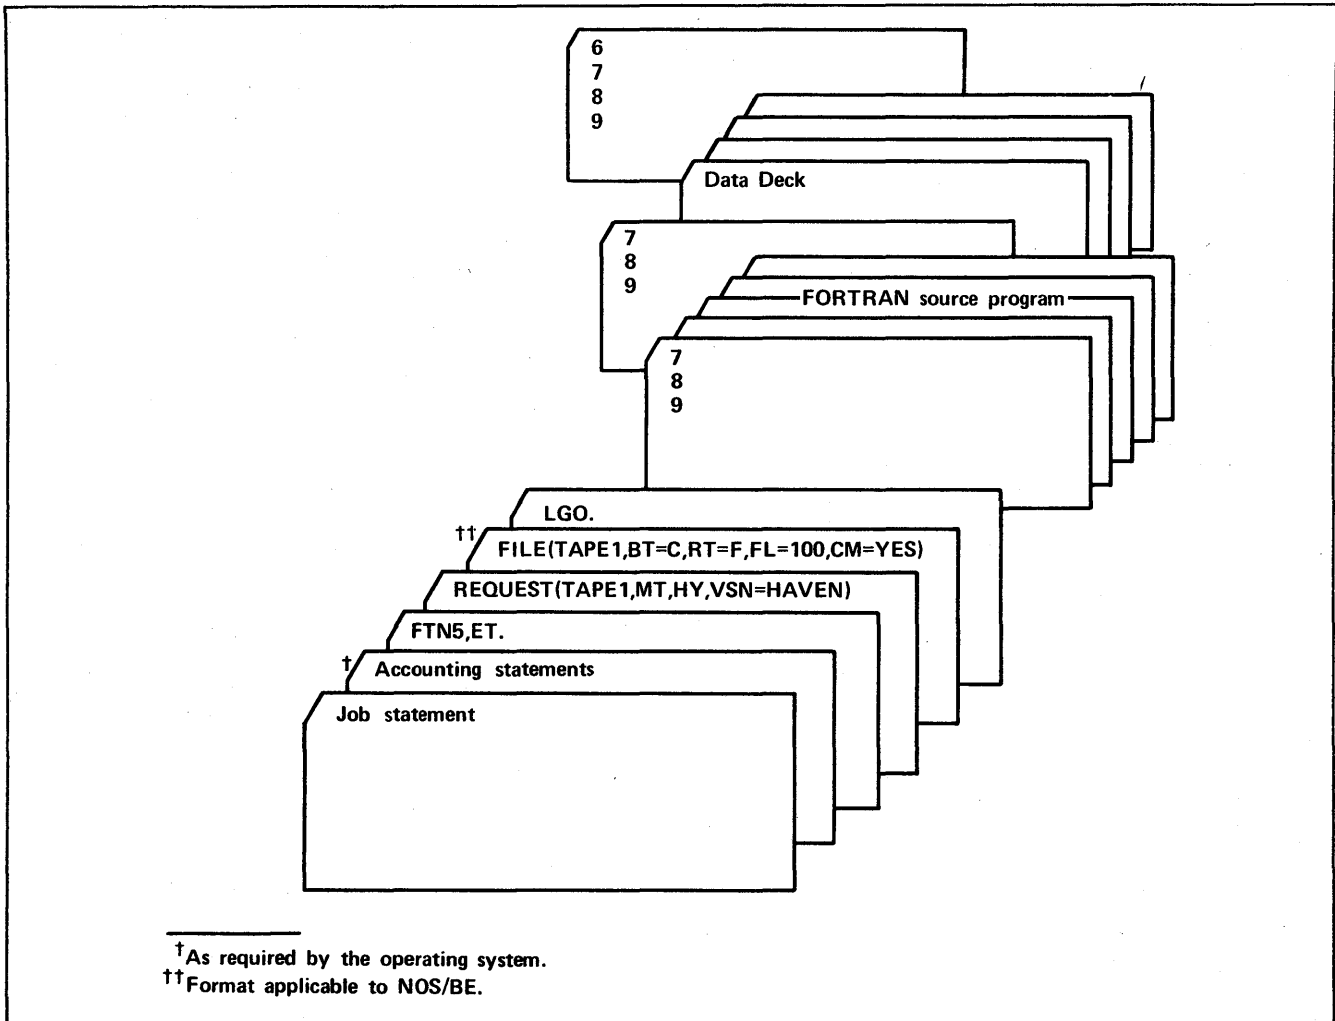 6
7
8
9
Data Deck
7
8
9
FORTRAN source program
7
8
9
LGO.
†† FILE(TAPE1,BT=C,RT=F,FL=100,CM=YES)
REQUEST(TAPE1,MT,HY,VSN=HAVEN)
FTN5,ET.
† Accounting statements
Job statement
†As required by the operating system.
††Format applicable to NOS/BE.